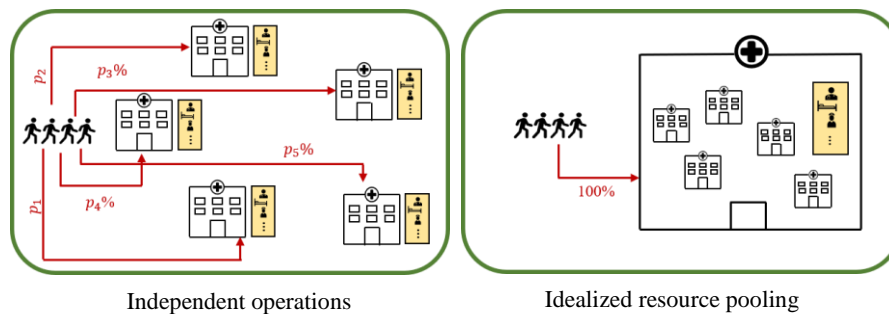 p₂
p₃%
p₅%
p₄%
p₁
100%
Independent operations
Idealized resource pooling